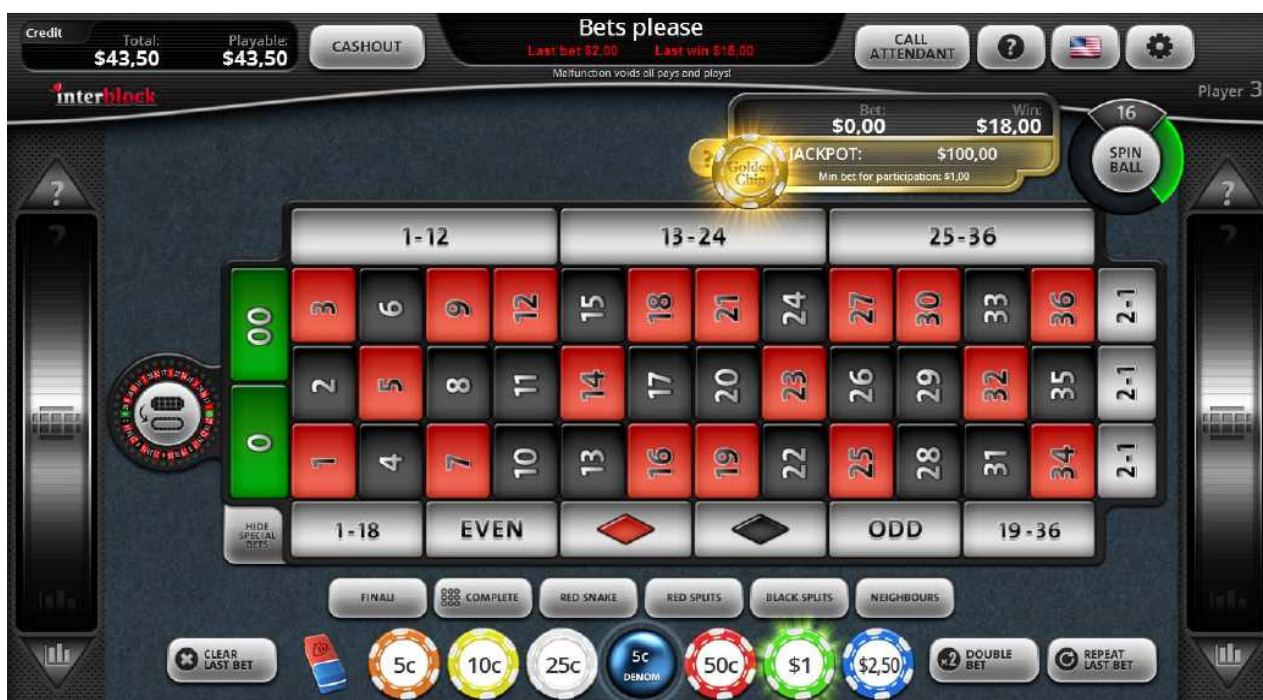 Credit
Total:
$43,50
Playable:
$43,50
CASHOUT
Bets please
Last bet $2,00 Last win $18,00
Malfunction voids all pays and plays!
CALL
ATTENDANT
?
interblock
Player 3
Bet:
$0,00
Win:
$18,00
?
Golden
Chip
JACKPOT: $100,00
Min bet for participation: $1,00
16
SPIN
BALL
?
?
?
?
1-12 13-24 25-36
00
3 6 9 12 15 18 21 24 27 30 33 36 2-1
2 5 8 11 14 17 20 23 26 29 32 35 2-1
0
1 4 7 10 13 16 19 22 25 28 31 34 2-1
HIDE
SPECIAL
BETS
1-18 EVEN ODD 19-36
FINALI COMPLETE RED SNAKE RED SPLITS BLACK SPLITS NEIGHBOURS
CLEAR
LAST BET
5c 10c 25c
5c
DENOM
50c $1 $2,50
x2 DOUBLE
BET
REPEAT
LAST BET